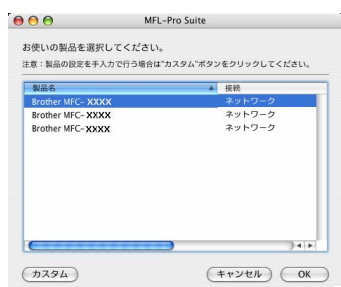 MFL-Pro Suite
お使いの製品を選択してください。
注意：製品の設定を手入力で行う場合は"カスタム"ボタンをクリックしてください。
製品名 接続
Brother MFC- XXXX ネットワーク
Brother MFC- XXXX ネットワーク
Brother MFC- XXXX ネットワーク
カスタム キャンセル OK